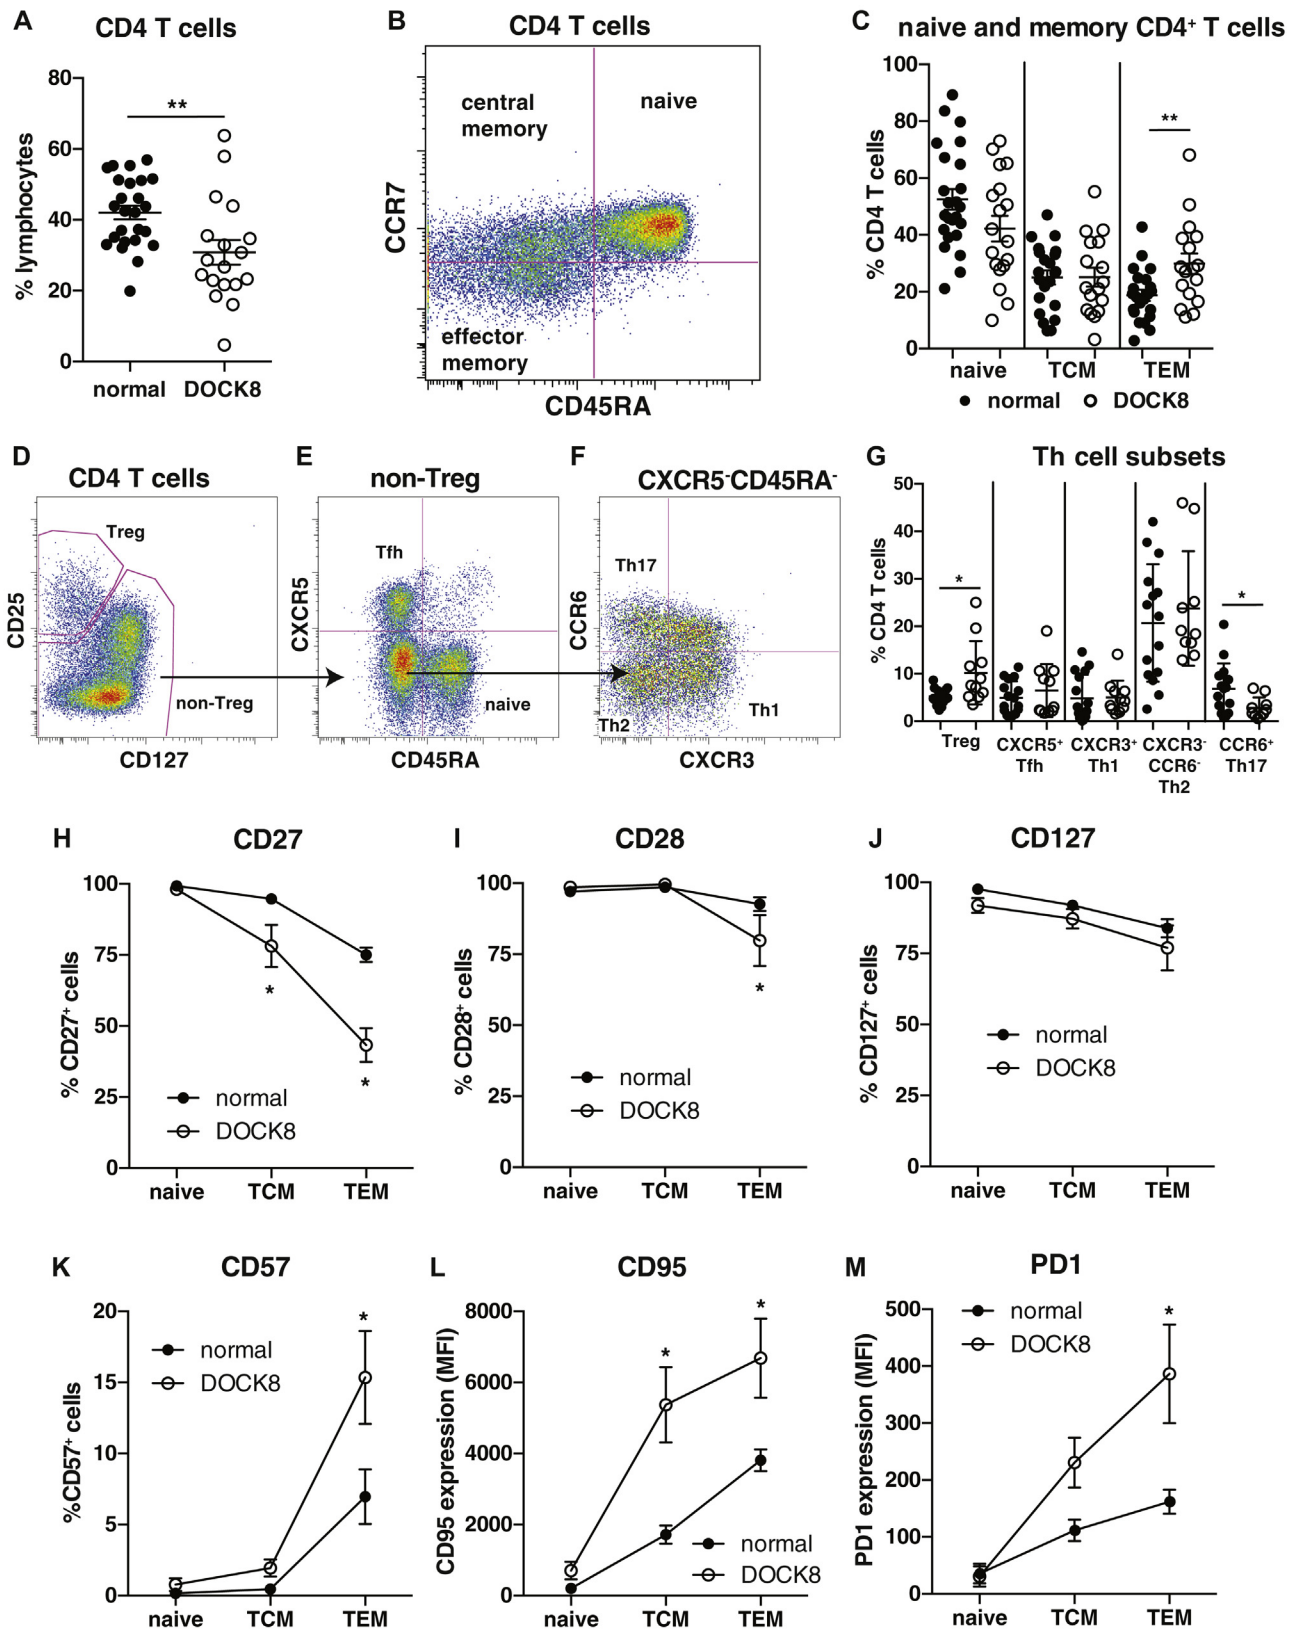 A
CD4 T cells
% lymphocytes
80
60
40
20
0
**
normal
DOCK8
B
CD4 T cells
CCR7
central
memory
naive
effector
memory
CD45RA
C
naive and memory CD4⁺ T cells
% CD4 T cells
100
80
60
40
20
0
**
naive
TCM
TEM
normal
DOCK8
D
CD4 T cells
CD25
Treg
non-Treg
CD127
E
non-Treg
CXCR5
Tfh
naive
CD45RA
F
CXCR5⁻CD45RA⁻
CCR6
Th17
Th2
Th1
CXCR3
G
Th cell subsets
% CD4 T cells
50
40
30
20
10
0
*
*
Treg
CXCR5⁺
Tfh
CXCR3⁺
Th1
CXCR3⁻
CCR6⁻
Th2
CCR6⁺
Th17
H
CD27
% CD27⁺ cells
100
75
50
25
0
*
*
normal
DOCK8
naive
TCM
TEM
I
CD28
% CD28⁺ cells
100
75
50
25
0
*
normal
DOCK8
naive
TCM
TEM
J
CD127
% CD127⁺ cells
100
75
50
25
0
normal
DOCK8
naive
TCM
TEM
K
CD57
%CD57⁺ cells
20
15
10
5
0
*
normal
DOCK8
naive
TCM
TEM
L
CD95
CD95 expression (MFI)
8000
6000
4000
2000
0
*
*
normal
DOCK8
naive
TCM
TEM
M
PD1
PD1 expression (MFI)
500
400
300
200
100
0
*
normal
DOCK8
naive
TCM
TEM